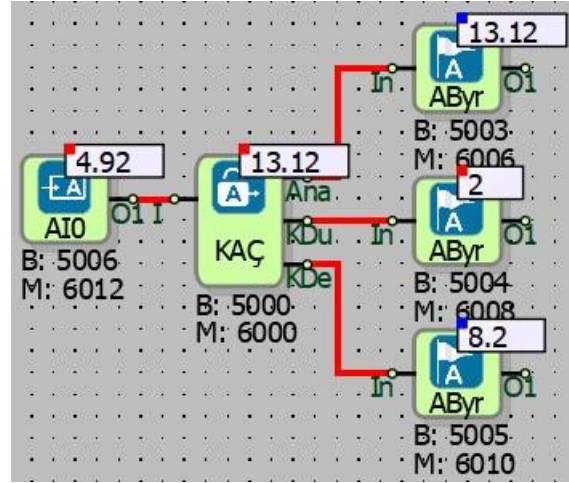 13.12
A
In
O1
AByr
B: 5003
M: 6006
4.92
A
O1
AI0
B: 5006
M: 6012
13.12
A
I
Ana
KDu
KDe
KAÇ
B: 5000
M: 6000
2
A
In
O1
AByr
B: 5004
M: 6008
8.2
A
In
O1
AByr
B: 5005
M: 6010